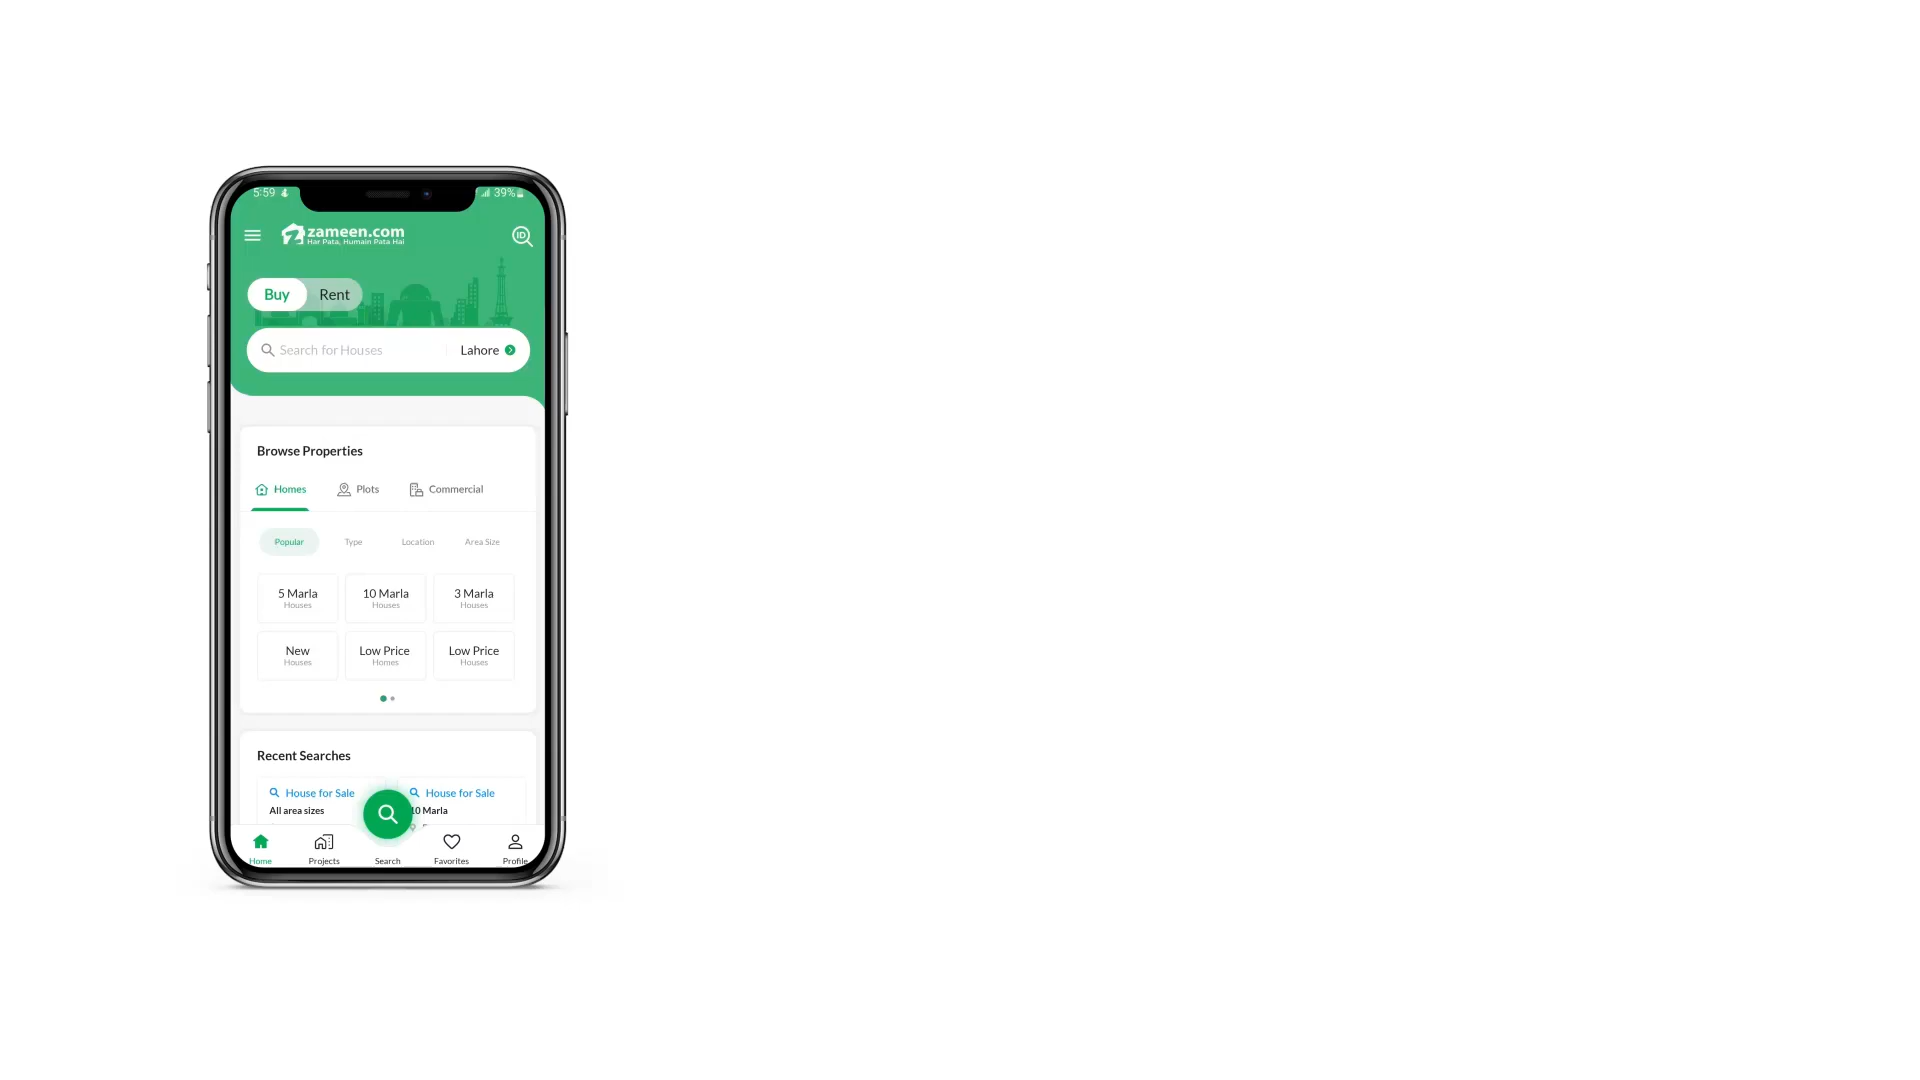 5:59
39%
zameen.com
Har Pata, Humain Pata Hai
ID
Buy Rent
Search for Houses Lahore
Browse Properties
Homes Plots Commercial
Popular Type Location Area Size
5 Marla 10 Marla 3 Marla
Houses Houses Houses
New Low Price Low Price
Houses Homes Houses
Recent Searches
House for Sale House for Sale
All area sizes 10 Marla
Home Projects Search Favorites Profile